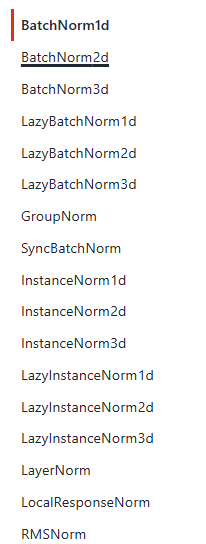 BatchNorm1d
BatchNorm2d
BatchNorm3d
LazyBatchNorm1d
LazyBatchNorm2d
LazyBatchNorm3d
GroupNorm
SyncBatchNorm
InstanceNorm1d
InstanceNorm2d
InstanceNorm3d
LazyInstanceNorm1d
LazyInstanceNorm2d
LazyInstanceNorm3d
LayerNorm
LocalResponseNorm
RMSNorm